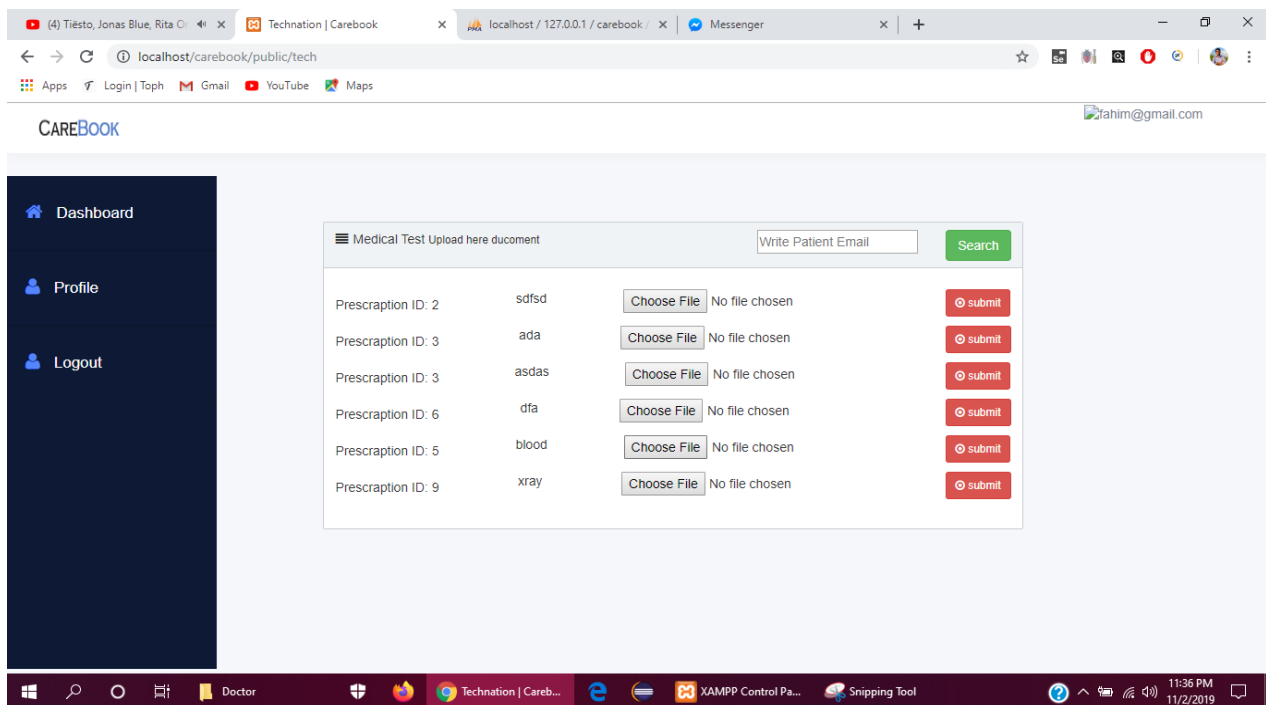 (4) Tiësto, Jonas Blue, Rita O
Technation | Carebook
localhost / 127.0.0.1 / carebook /
Messenger
localhost/carebook/public/tech
Apps
Login | Toph
Gmail
YouTube
Maps
CAREBOOK
fahim@gmail.com
Dashboard
Profile
Logout
Medical Test Upload here ducoment
Write Patient Email
Search
Prescraption ID: 2 sdfsd Choose File No file chosen submit
Prescraption ID: 3 ada Choose File No file chosen submit
Prescraption ID: 3 asdas Choose File No file chosen submit
Prescraption ID: 6 dfa Choose File No file chosen submit
Prescraption ID: 5 blood Choose File No file chosen submit
Prescraption ID: 9 xray Choose File No file chosen submit
Doctor
Technation | Careb...
XAMPP Control Pa...
Snipping Tool
11:36 PM
11/2/2019